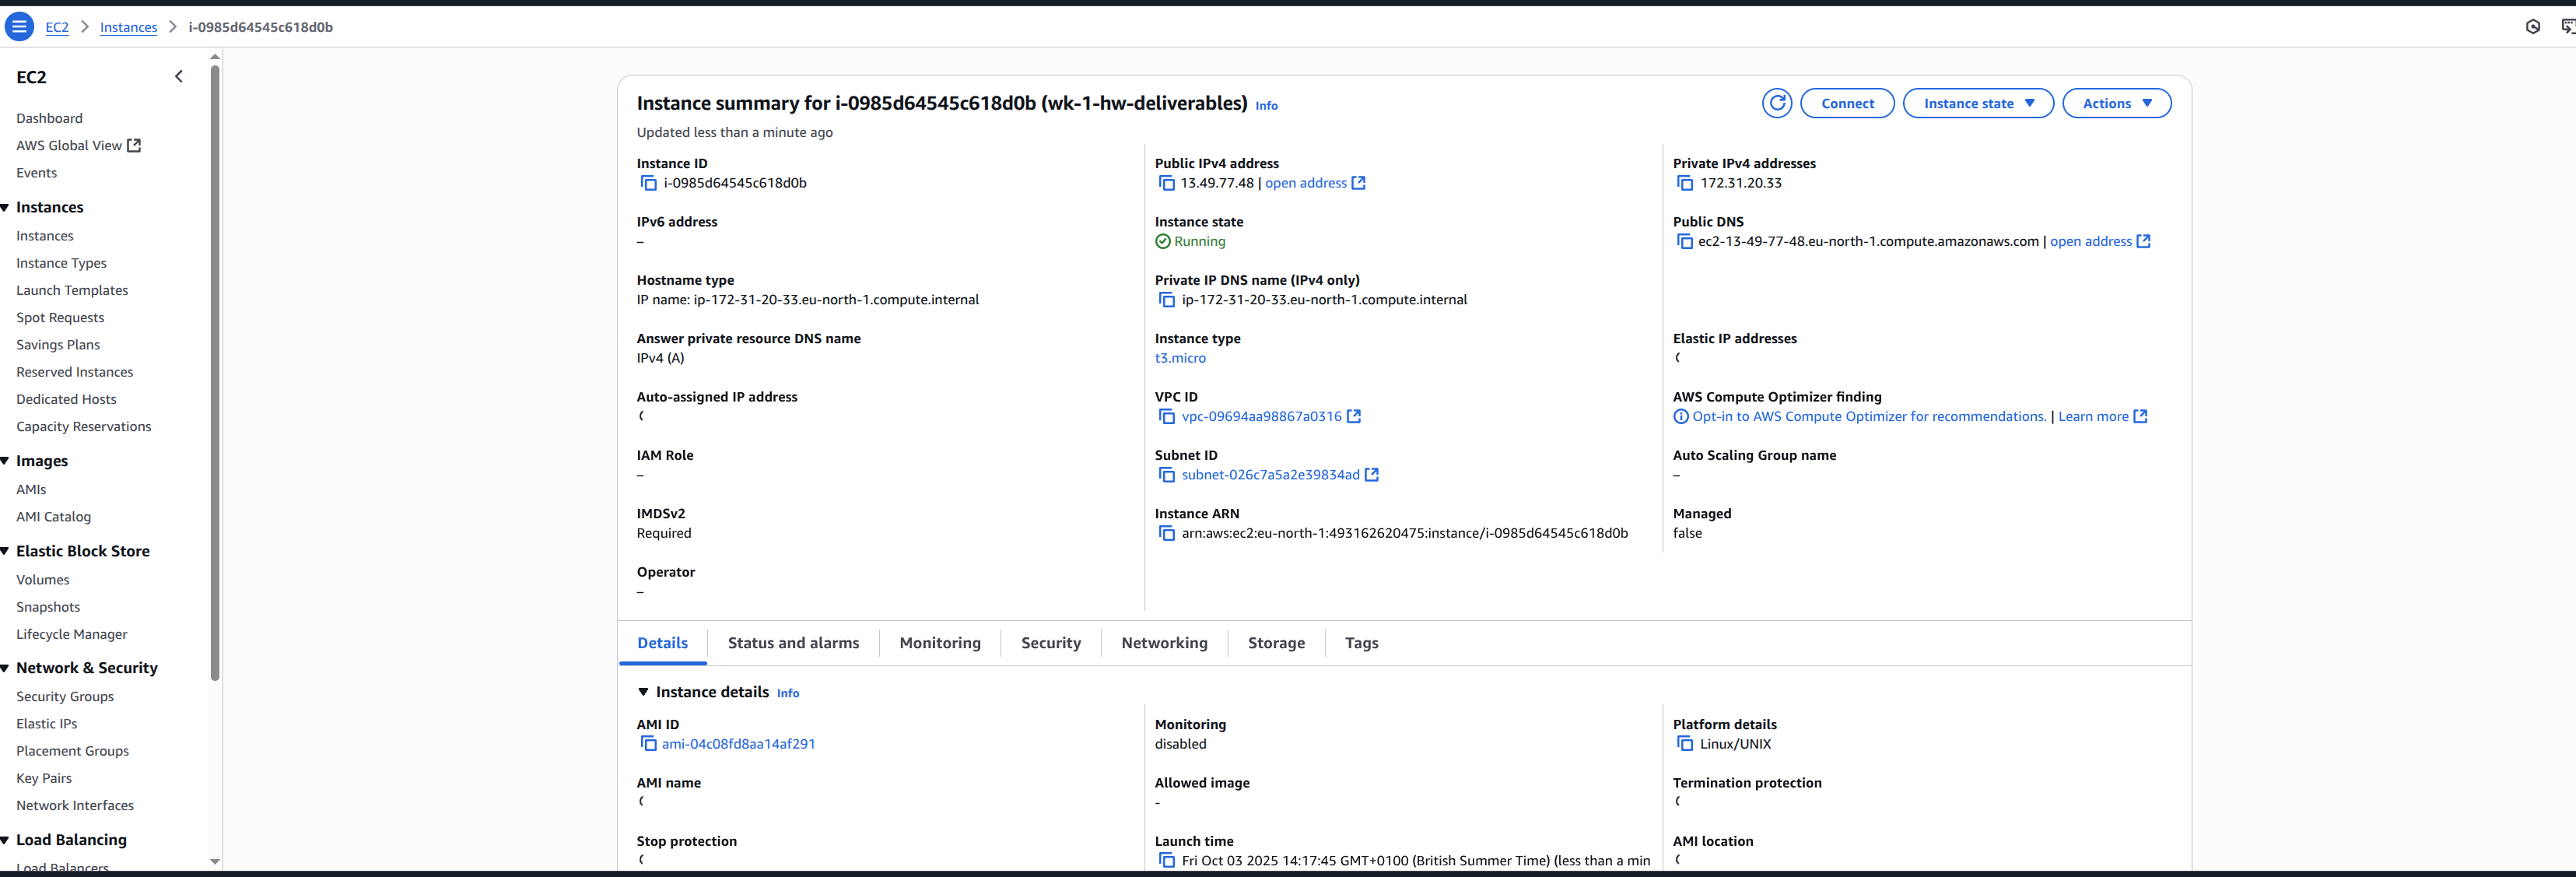 EC2 > Instances > i-0985d64545c618d0b
EC2
Dashboard
AWS Global View
Events
Instances
Instances
Instance Types
Launch Templates
Spot Requests
Savings Plans
Reserved Instances
Dedicated Hosts
Capacity Reservations
Images
AMIs
AMI Catalog
Elastic Block Store
Volumes
Snapshots
Lifecycle Manager
Network & Security
Security Groups
Elastic IPs
Placement Groups
Key Pairs
Network Interfaces
Load Balancing
Load Balancers
Instance summary for i-0985d64545c618d0b (wk-1-hw-deliverables) Info
Connect
Instance state
Actions
Updated less than a minute ago
Instance ID
i-0985d64545c618d0b
Public IPv4 address
13.49.77.48 | open address
Private IPv4 addresses
172.31.20.33
IPv6 address
–
Instance state
Running
Public DNS
ec2-13-49-77-48.eu-north-1.compute.amazonaws.com | open address
Hostname type
IP name: ip-172-31-20-33.eu-north-1.compute.internal
Private IP DNS name (IPv4 only)
ip-172-31-20-33.eu-north-1.compute.internal
Answer private resource DNS name
IPv4 (A)
Instance type
t3.micro
Elastic IP addresses
Auto-assigned IP address
VPC ID
vpc-09694aa98867a0316
AWS Compute Optimizer finding
Opt-in to AWS Compute Optimizer for recommendations. | Learn more
IAM Role
–
Subnet ID
subnet-026c7a5a2e39834ad
Auto Scaling Group name
–
IMDSv2
Required
Instance ARN
arn:aws:ec2:eu-north-1:493162620475:instance/i-0985d64545c618d0b
Managed
false
Operator
–
Details
Status and alarms
Monitoring
Security
Networking
Storage
Tags
Instance details Info
AMI ID
ami-04c08fd8aa14af291
Monitoring
disabled
Platform details
Linux/UNIX
AMI name
Allowed image
-
Termination protection
Stop protection
Launch time
Fri Oct 03 2025 14:17:45 GMT+0100 (British Summer Time) (less than a min
AMI location